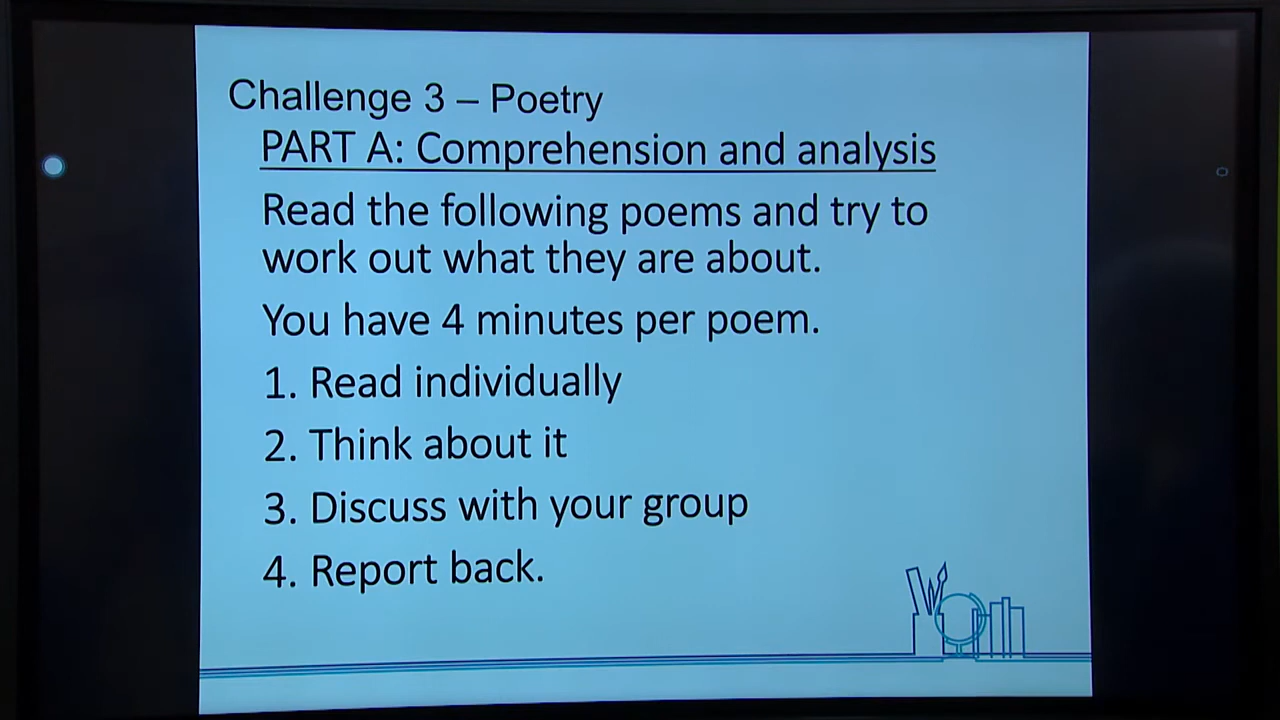 Challenge 3 – Poetry
PART A: Comprehension and analysis
Read the following poems and try to
work out what they are about.
You have 4 minutes per poem.
1. Read individually
2. Think about it
3. Discuss with your group
4. Report back.